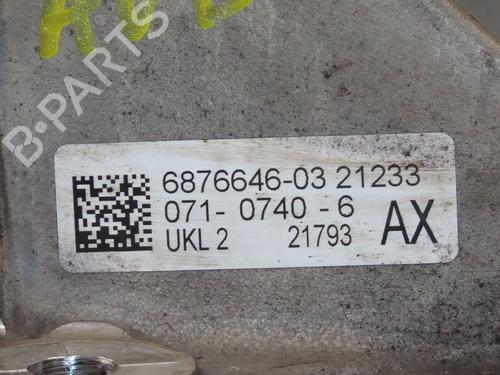 B-PARTS
6876646-03 21233
071- 0740 - 6
UKL 2 21793 AX